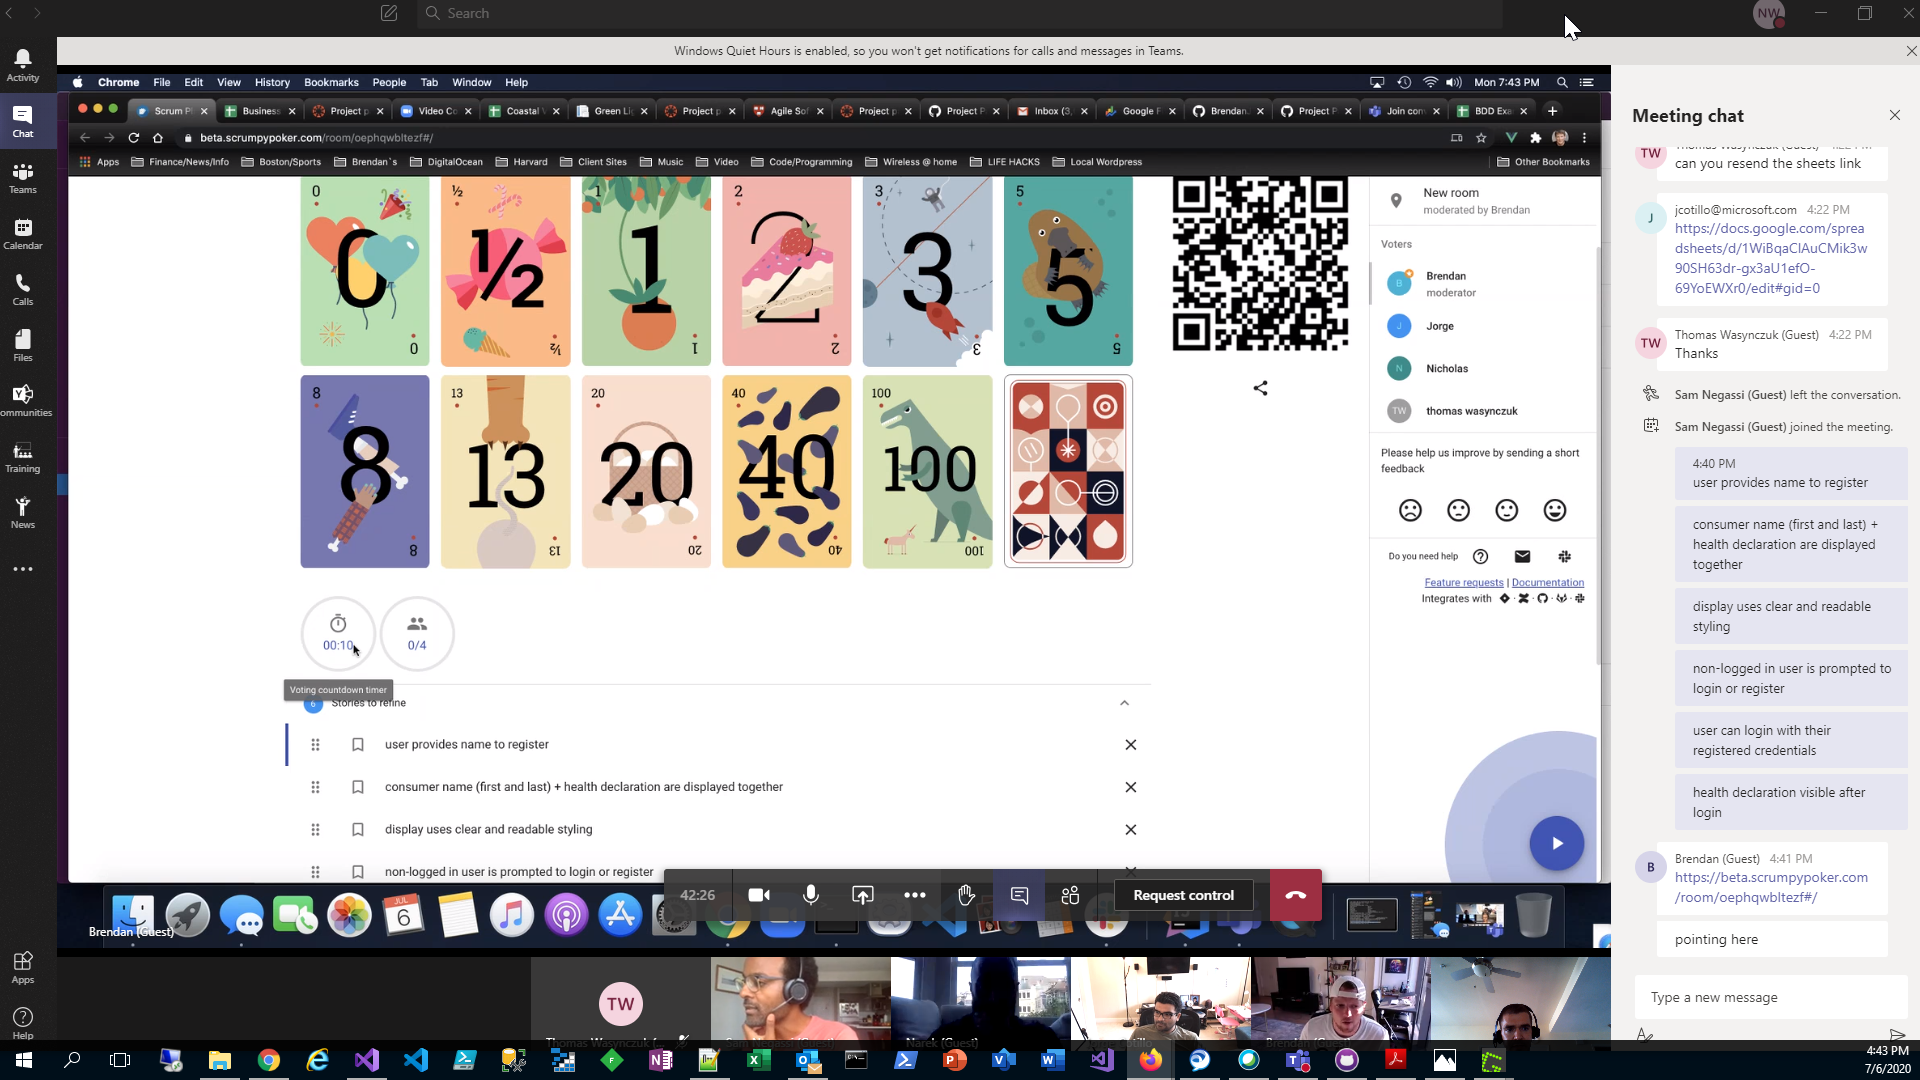 Search
NW
Windows Quiet Hours is enabled, so you won't get notifications for calls and messages in Teams.
Activity
Chat
Teams
Calendar
Calls
Files
ommunities
Training
News
Apps
Help
Chrome File Edit View History Bookmarks People Tab Window Help
Mon 7:43 PM
Scrum P
Business
Project p
Video Co
Coastal
Green Li
Project p
Agile Sof
Project p
Project P
Inbox (3,
Google F
Brendan.
Project P
Join con
BDD Exa
beta.scrumpypoker.com/room/oephqwbltezf#/
Apps Finance/News/Info Boston/Sports Brendan`s DigitalOcean Harvard Client Sites Music Video Code/Programming Wireless @ home LIFE HACKS Local Wordpress Other Bookmarks
0 ½ 1 2 3 5
0 ½ 1 2 3 5
0 ½ 1 2 3 5
8 13 20 40 100
8 13 20 40 100
8 13 20 40 100
00:10
0/4
Voting countdown timer
6 Stories to refine
user provides name to register
consumer name (first and last) + health declaration are displayed together
display uses clear and readable styling
non-logged in user is prompted to login or register
New room
moderated by Brendan
Voters
B Brendan
moderator
J Jorge
N Nicholas
TW thomas wasynczuk
Please help us improve by sending a short
feedback
Do you need help
Feature requests | Documentation
Integrates with
42:26
Request control
JUL
6
Brendan (Guest)
TW
Thomas Wasynczuk (...
Sam Negassi (Guest)
Narek (Guest)
Brendan (Guest)
Meeting chat
TW
Thomas Wasynczuk (Guest) 4:22 PM
can you resend the sheets link
J
jcotillo@microsoft.com 4:22 PM
https://docs.google.com/sprea
dsheets/d/1WiBqaClAuCMik3w
90SH63dr-gx3aU1efO-
69YoEWXr0/edit#gid=0
TW
Thomas Wasynczuk (Guest) 4:22 PM
Thanks
Sam Negassi (Guest) left the conversation.
Sam Negassi (Guest) joined the meeting.
4:40 PM
user provides name to register
consumer name (first and last) +
health declaration are displayed
together
display uses clear and readable
styling
non-logged in user is prompted to
login or register
user can login with their
registered credentials
health declaration visible after
login
B
Brendan (Guest) 4:41 PM
https://beta.scrumpypoker.com
/room/oephqwbltezf#/
pointing here
Type a new message
4:43 PM
7/6/2020